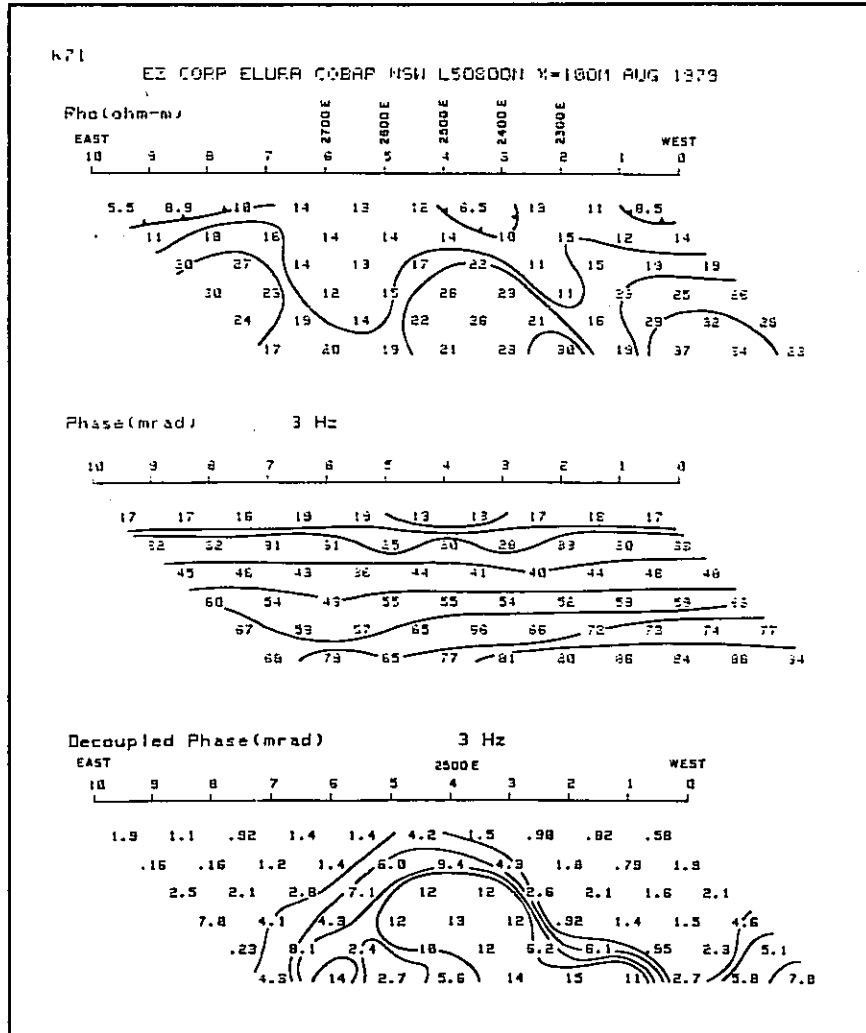 K71
EZ CORP ELURA COBAR NSW L50800N X=100M AUG 1979
Rho(ohm-m)
2700E 2600E 2500E 2400E 2300E
EAST WEST
10 9 8 7 6 5 4 3 2 1 0
5.5 8.9 10 14 13 12 6.5 13 11 8.5
11 18 16 14 14 14 10 15 12 14
30 27 14 13 17 22 11 15 19 19
30 23 12 15 26 23 11 25 26
24 19 14 22 26 21 16 29 32 28
17 20 19 21 23 30 19 37 34 23
Phase(mrad) 3 Hz
10 9 8 7 6 5 4 3 2 1 0
17 17 16 19 19 13 18 17 18 17
32 32 31 31 35 30 28 33 30 33
45 46 43 36 44 41 40 44 48 48
60 54 49 55 55 54 52 59 59 63
67 59 57 65 66 72 73 74 77
68 79 65 77 81 80 86 84 86 94
Decoupled Phase(mrad) 3 Hz
EAST 2500E WEST
10 9 8 7 6 5 4 3 2 1 0
1.9 1.1 .92 1.4 1.4 4.2 1.5 .98 .82 .58
.16 .16 1.2 1.4 6.0 9.4 4.9 1.8 .79 1.9
2.5 2.1 2.8 7.1 12 12 2.6 2.1 1.6 2.1
7.8 4.1 4.3 12 13 12 .92 1.4 1.5 4.6
.23 8.1 2.4 10 12 6.2 6.1 .95 2.3 5.1
4.3 14 2.7 5.6 14 15 11 2.7 5.8 7.8